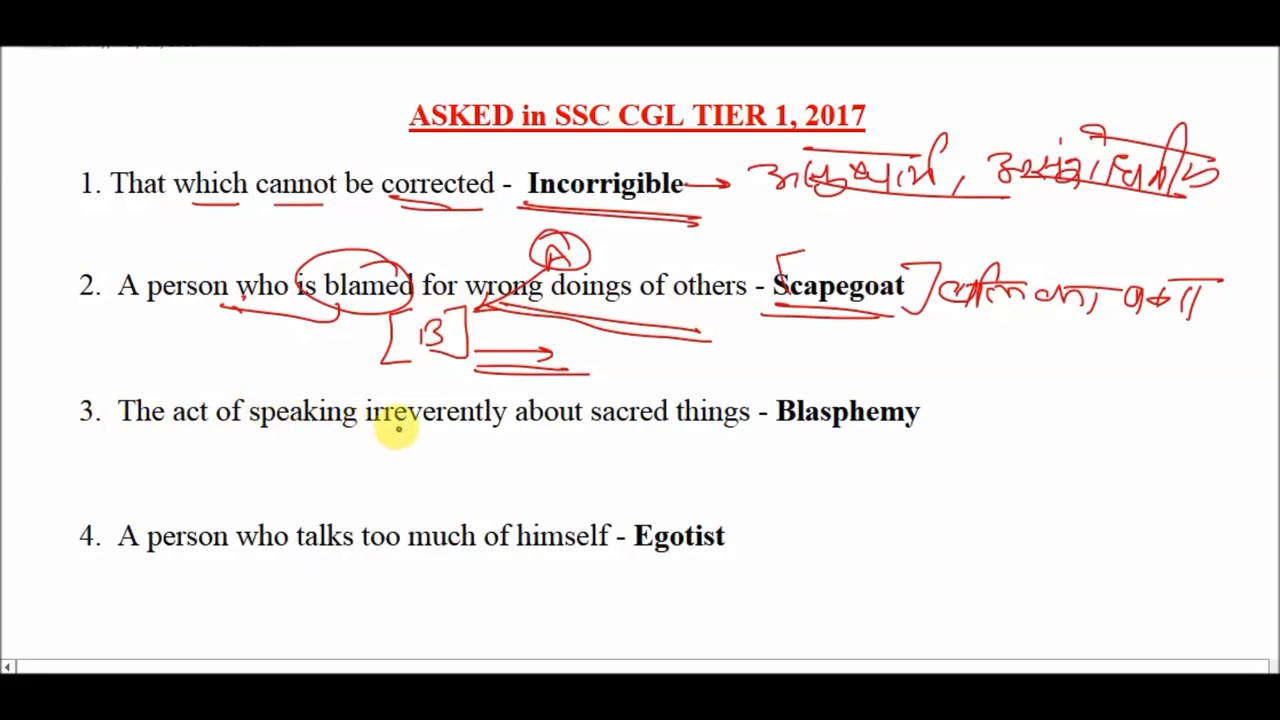 ASKED in SSC CGL TIER 1, 2017
1. That which cannot be corrected - Incorrigible
A
2. A person who is blamed for wrong doings of others - Scapegoat बलि का बकरा
[B]
3. The act of speaking irreverently about sacred things - Blasphemy
4. A person who talks too much of himself - Egotist